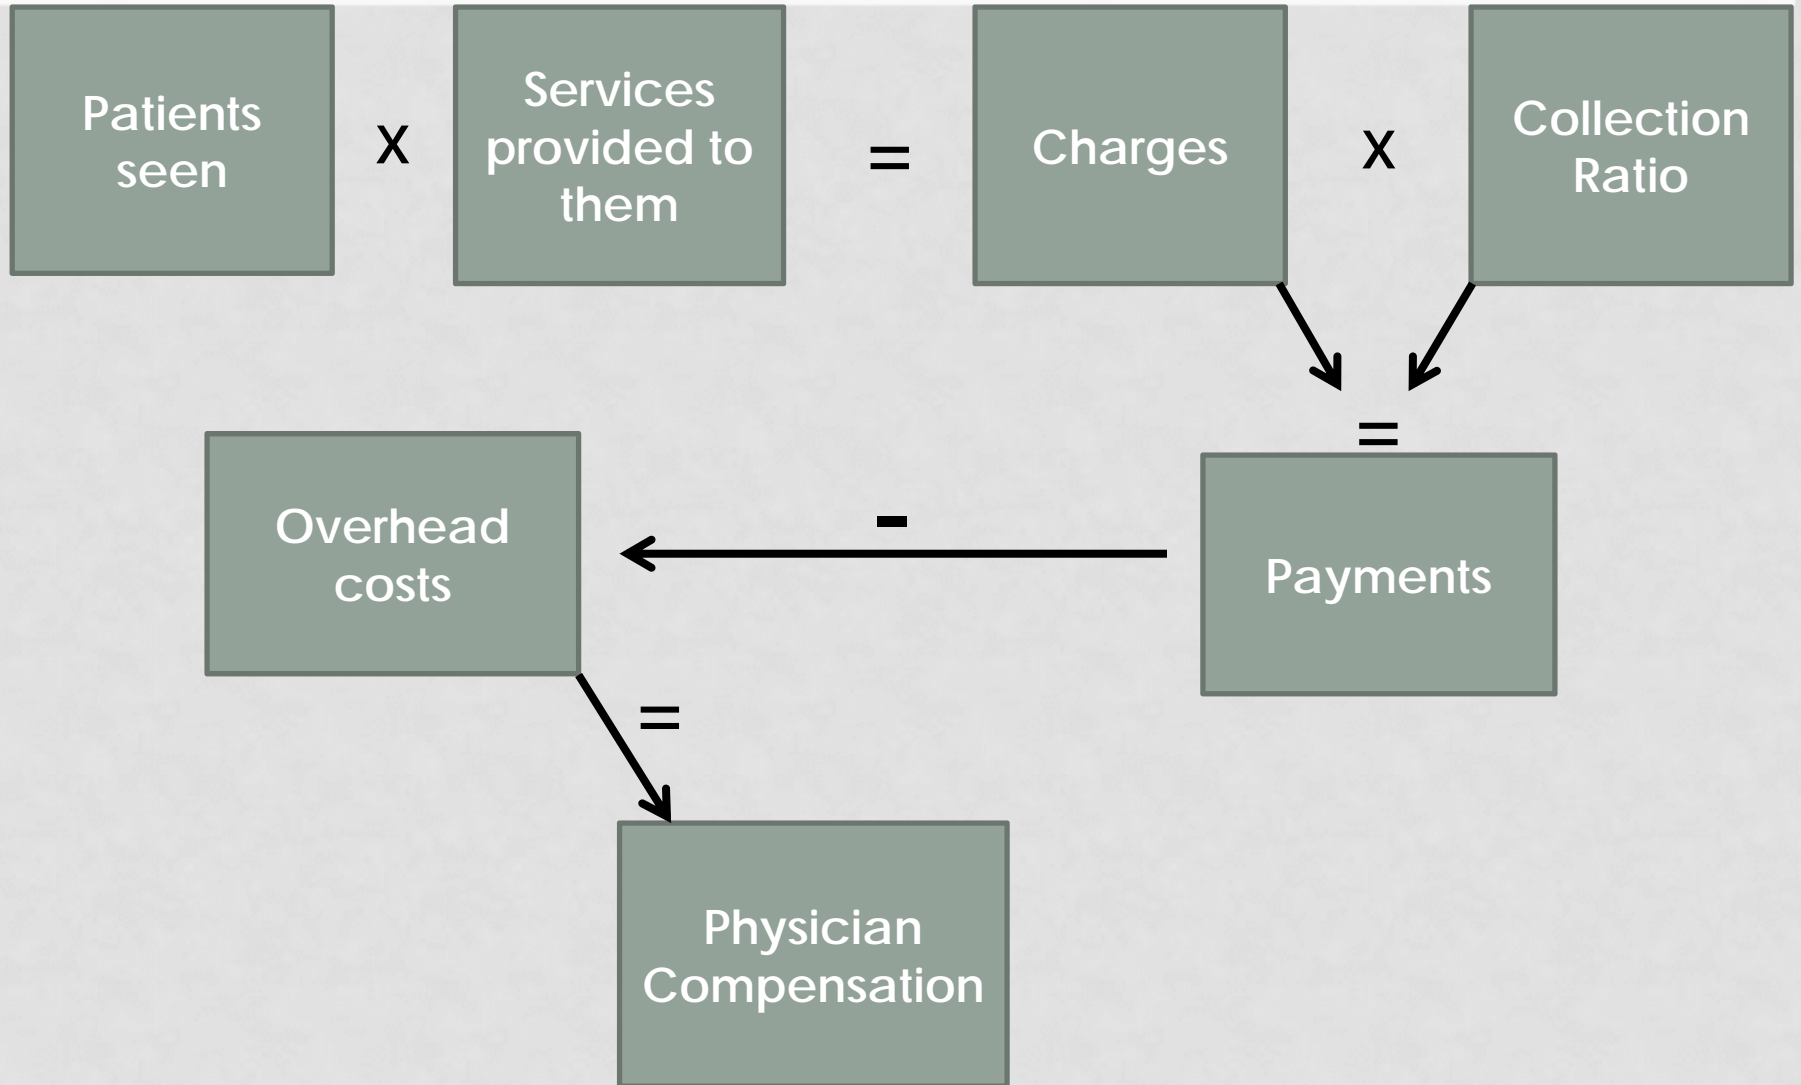 Patients
seen
x
Services
provided to
them
=
Charges
x
Collection
Ratio
=
Payments
-
Overhead
costs
=
Physician
Compensation